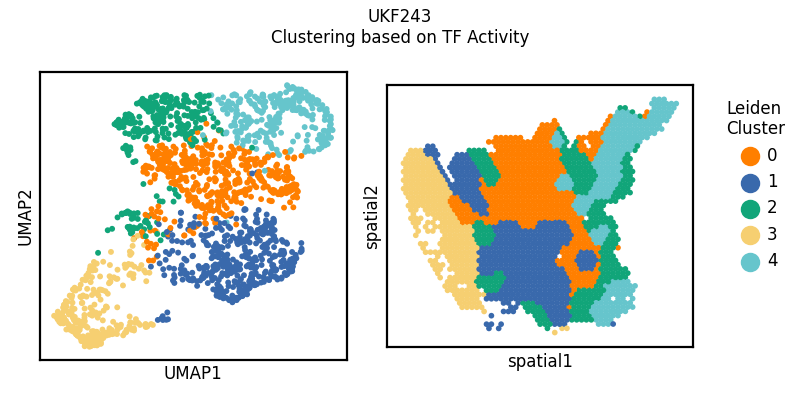 UKF243
Clustering based on TF Activity
UMAP2
UMAP1
spatial2
spatial1
Leiden
Cluster
0
1
2
3
4